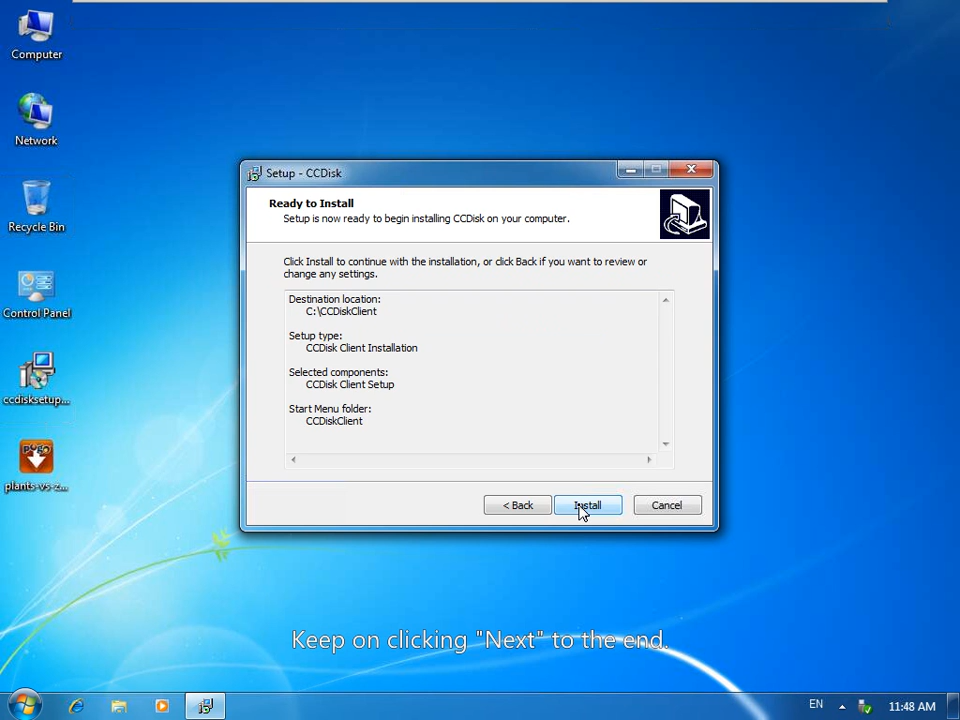 Computer
Network
Recycle Bin
Control Panel
ccdisksetup...
plants-vs-z...
Setup - CCDisk
Ready to Install
Setup is now ready to begin installing CCDisk on your computer.
Click Install to continue with the installation, or click Back if you want to review or
change any settings.
Destination location:
C:\CCDiskClient
Setup type:
CCDisk Client Installation
Selected components:
CCDisk Client Setup
Start Menu folder:
CCDiskClient
< Back
Install
Cancel
Keep on clicking "Next" to the end.
EN
11:48 AM